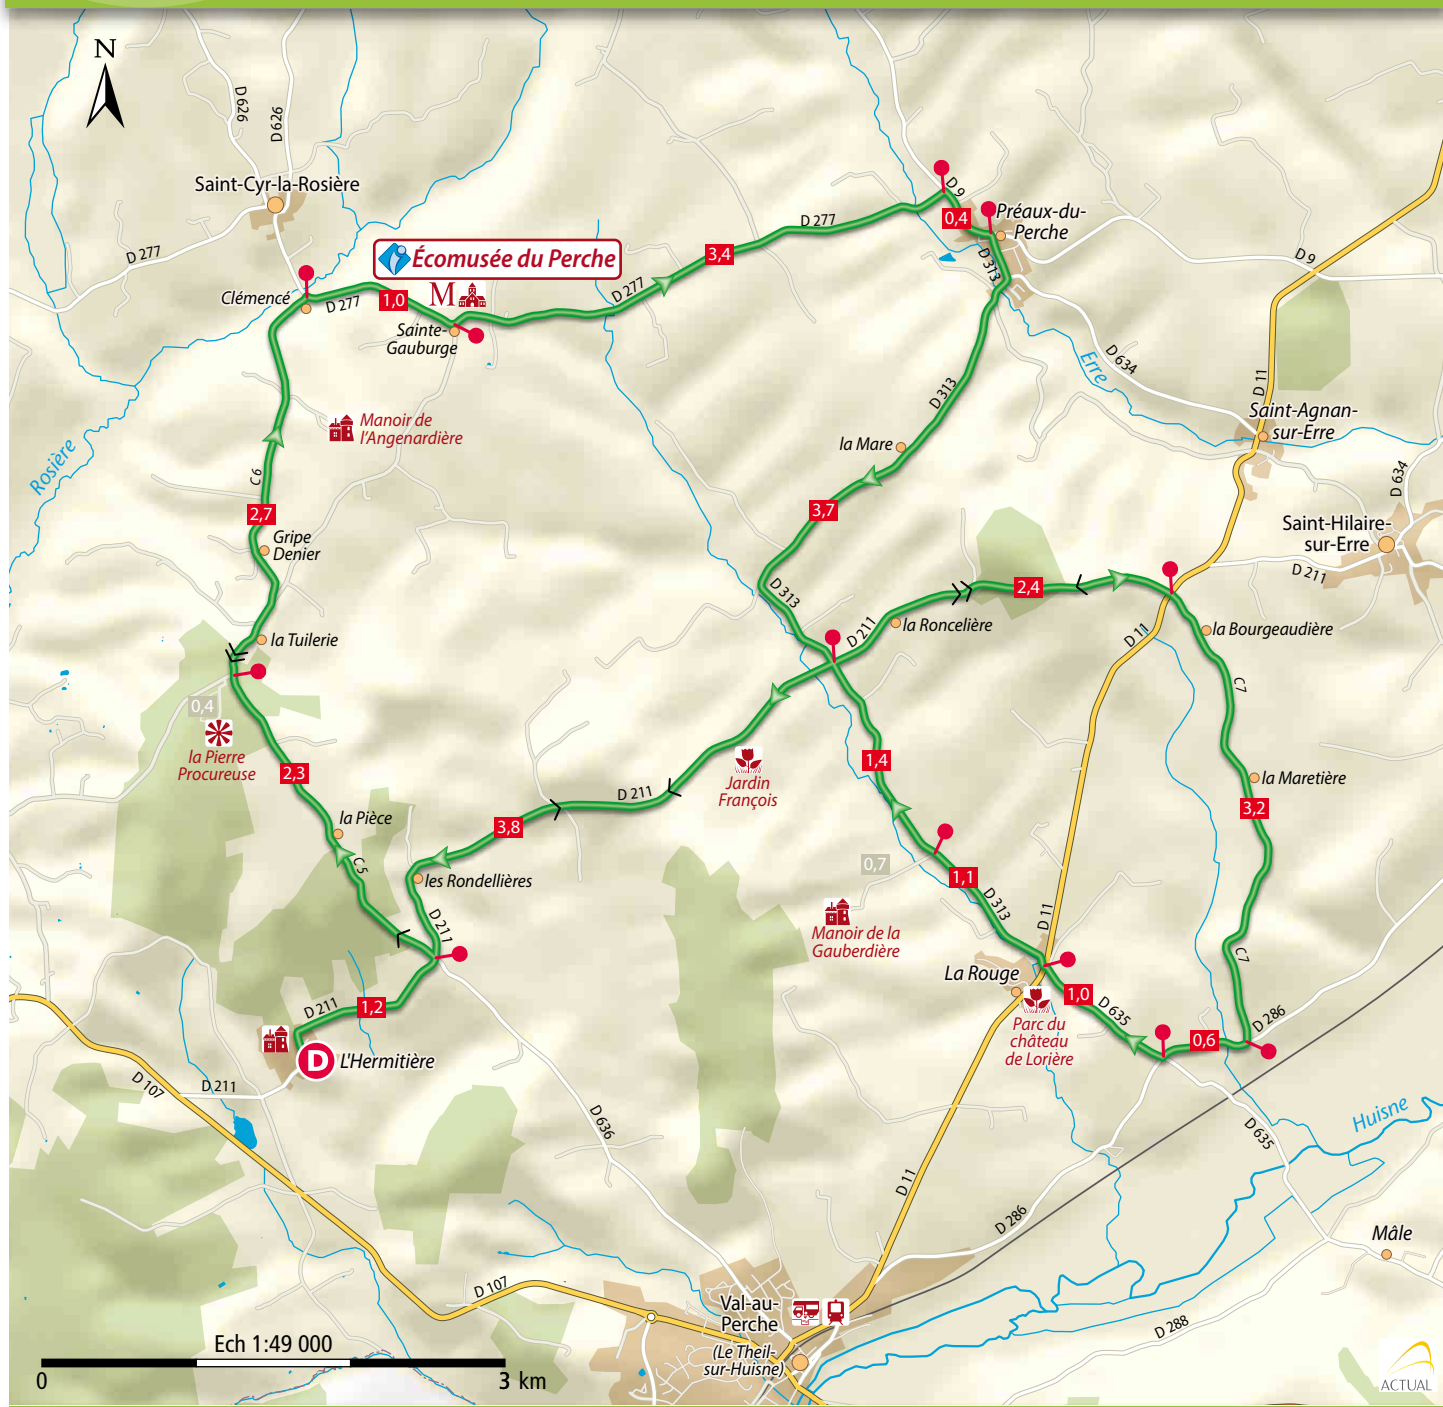 N
D 626
D 626
Saint-Cyr-la-Rosière
D 277
Clémencé
D 277
1,0
Écomusée du Perche
M
Sainte-
Gauburge
D 277
3,4
D 277
D 9
0,4
Préaux-du-
Perche
D 313
D 9
Erre
D 634
D 11
Saint-Agnan-
sur-Erre
D 634
Saint-Hilaire-
sur-Erre
D 211
Rosière
Manoir de
l'Angenardière
C 6
2,7
Gripe
Denier
la Tuilerie
D 313
la Mare
3,7
D 313
D 211
la Roncelière
2,4
D 11
la Bourgeaudière
C7
la Maretière
3,2
C7
0,4
la Pierre
Procureuse
2,3
la Pièce
C5
3,8
D 211
les Rondellières
D 211
Jardin
François
1,4
0,7
1,1
D 313
Manoir de la
Gauberdière
D 11
La Rouge
1,0
D 635
Parc du
château
de Lorière
0,6
D 286
D 211
1,2
D
L'Hermitière
D 211
D 107
D 636
D 635
Huisne
D 11
D 286
Mâle
D 107
Val-au-
Perche
(Le Theil-
sur-Huisne)
D 288
Ech 1:49 000
0
3 km
ACTUAL